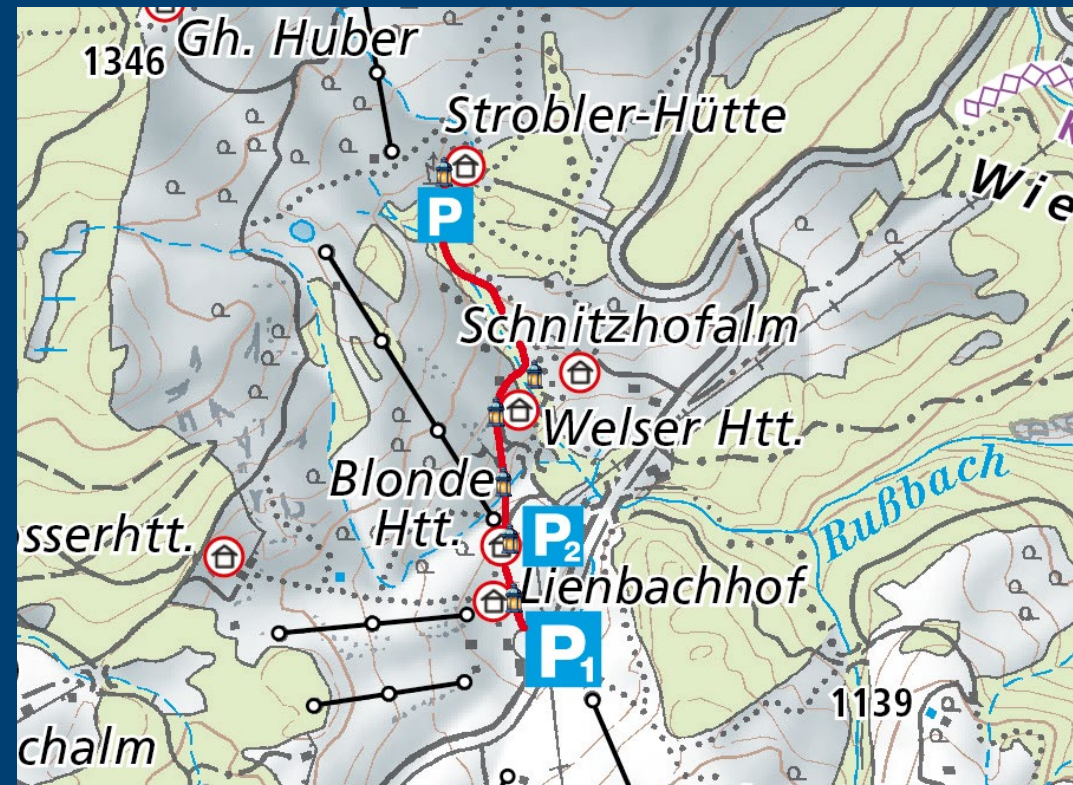 Gh. Huber
1346
Strobler-Hütte
P
Wie
K
Schnitzhofalm
Welser Htt.
Blonde
Htt.
P2
Rußbach
sserhtt.
Lienbachhof
P1
1139
chalm